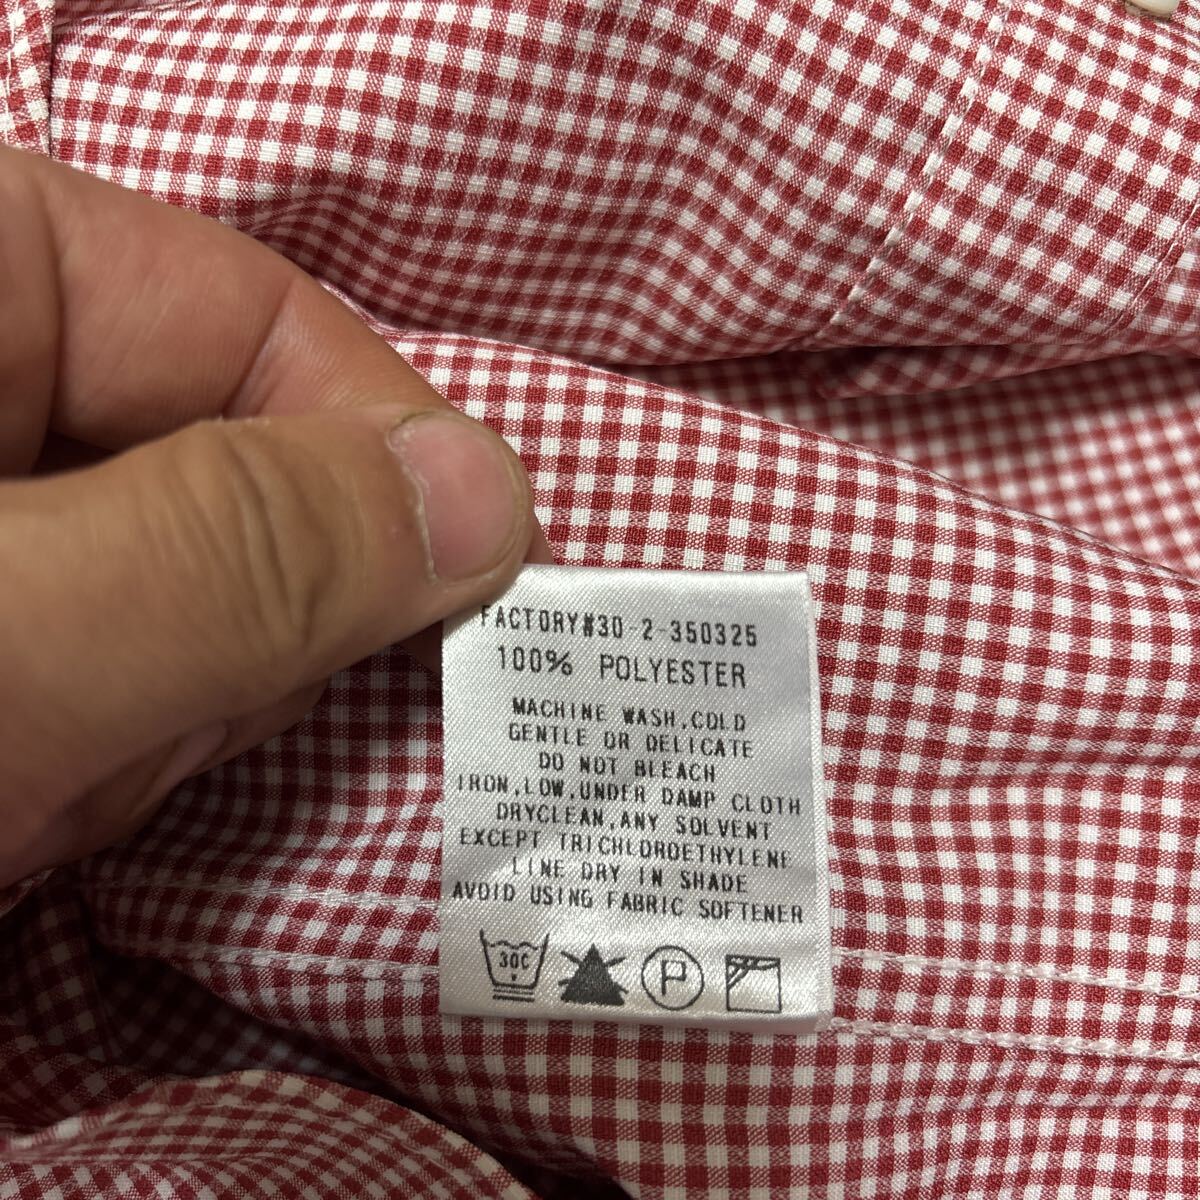 FACTORY#30-2-350325
100% POLYESTER
MACHINE WASH,COLD
GENTLE OR DELICATE
DO NOT BLEACH
IRON,LOW,UNDER DAMP CLOTH
DRYCLEAN,ANY SOLVENT
EXCEPT TRICHLOROETHYLENE
LINE DRY IN SHADE
AVOID USING FABRIC SOFTENER
30C P